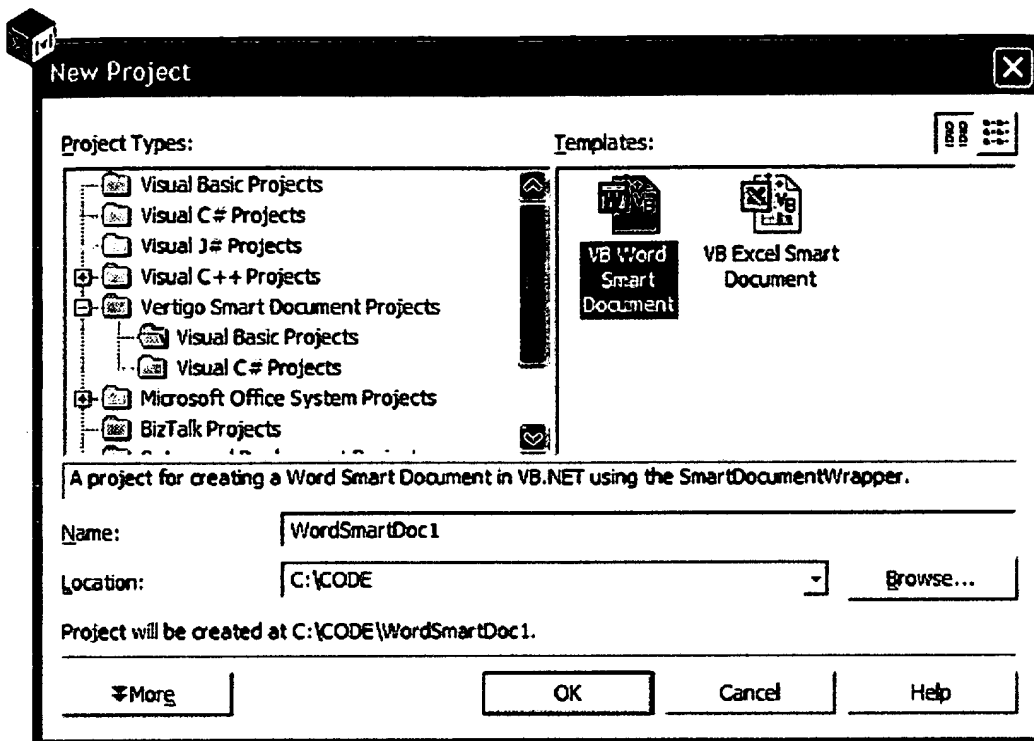 New Project
Project Types:
Templates:
Visual Basic Projects
Visual C# Projects
Visual J# Projects
Visual C++ Projects
Vertigo Smart Document Projects
Visual Basic Projects
Visual C# Projects
Microsoft Office System Projects
BizTalk Projects
VB Word
Smart
Document
VB Excel Smart
Document
A project for creating a Word Smart Document in VB.NET using the SmartDocumentWrapper.
Name:
WordSmartDoc1
Location:
C:\CODE
Browse...
Project will be created at C:\CODE\WordSmartDoc1.
More
OK
Cancel
Help